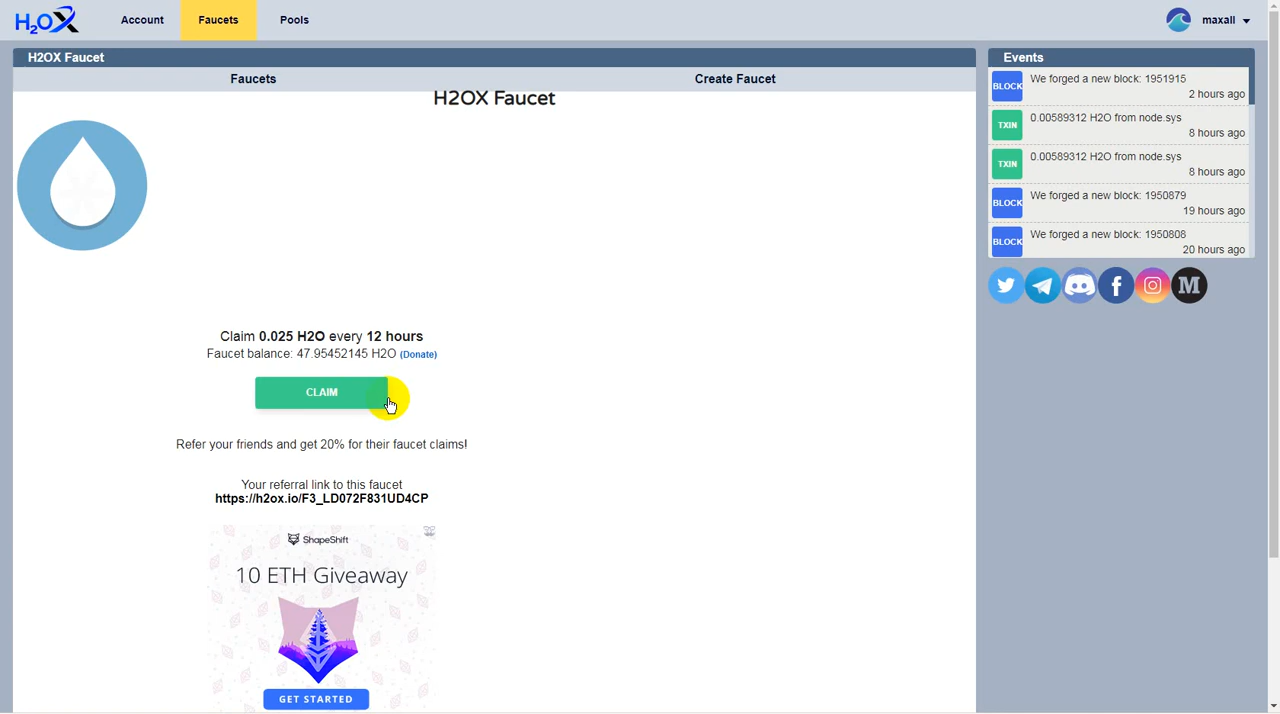 H2OX
Account
Faucets
Pools
maxall
H2OX Faucet
Faucets
Create Faucet
H2OX Faucet
Claim 0.025 H2O every 12 hours
Faucet balance: 47.95452145 H2O (Donate)
CLAIM
Refer your friends and get 20% for their faucet claims!
Your referral link to this faucet
https://h2ox.io/F3_LD072F831UD4CP
ShapeShift
10 ETH Giveaway
GET STARTED
Events
BLOCK
We forged a new block: 1951915
2 hours ago
TXIN
0.00589312 H2O from node.sys
8 hours ago
TXIN
0.00589312 H2O from node.sys
8 hours ago
BLOCK
We forged a new block: 1950879
19 hours ago
BLOCK
We forged a new block: 1950808
20 hours ago